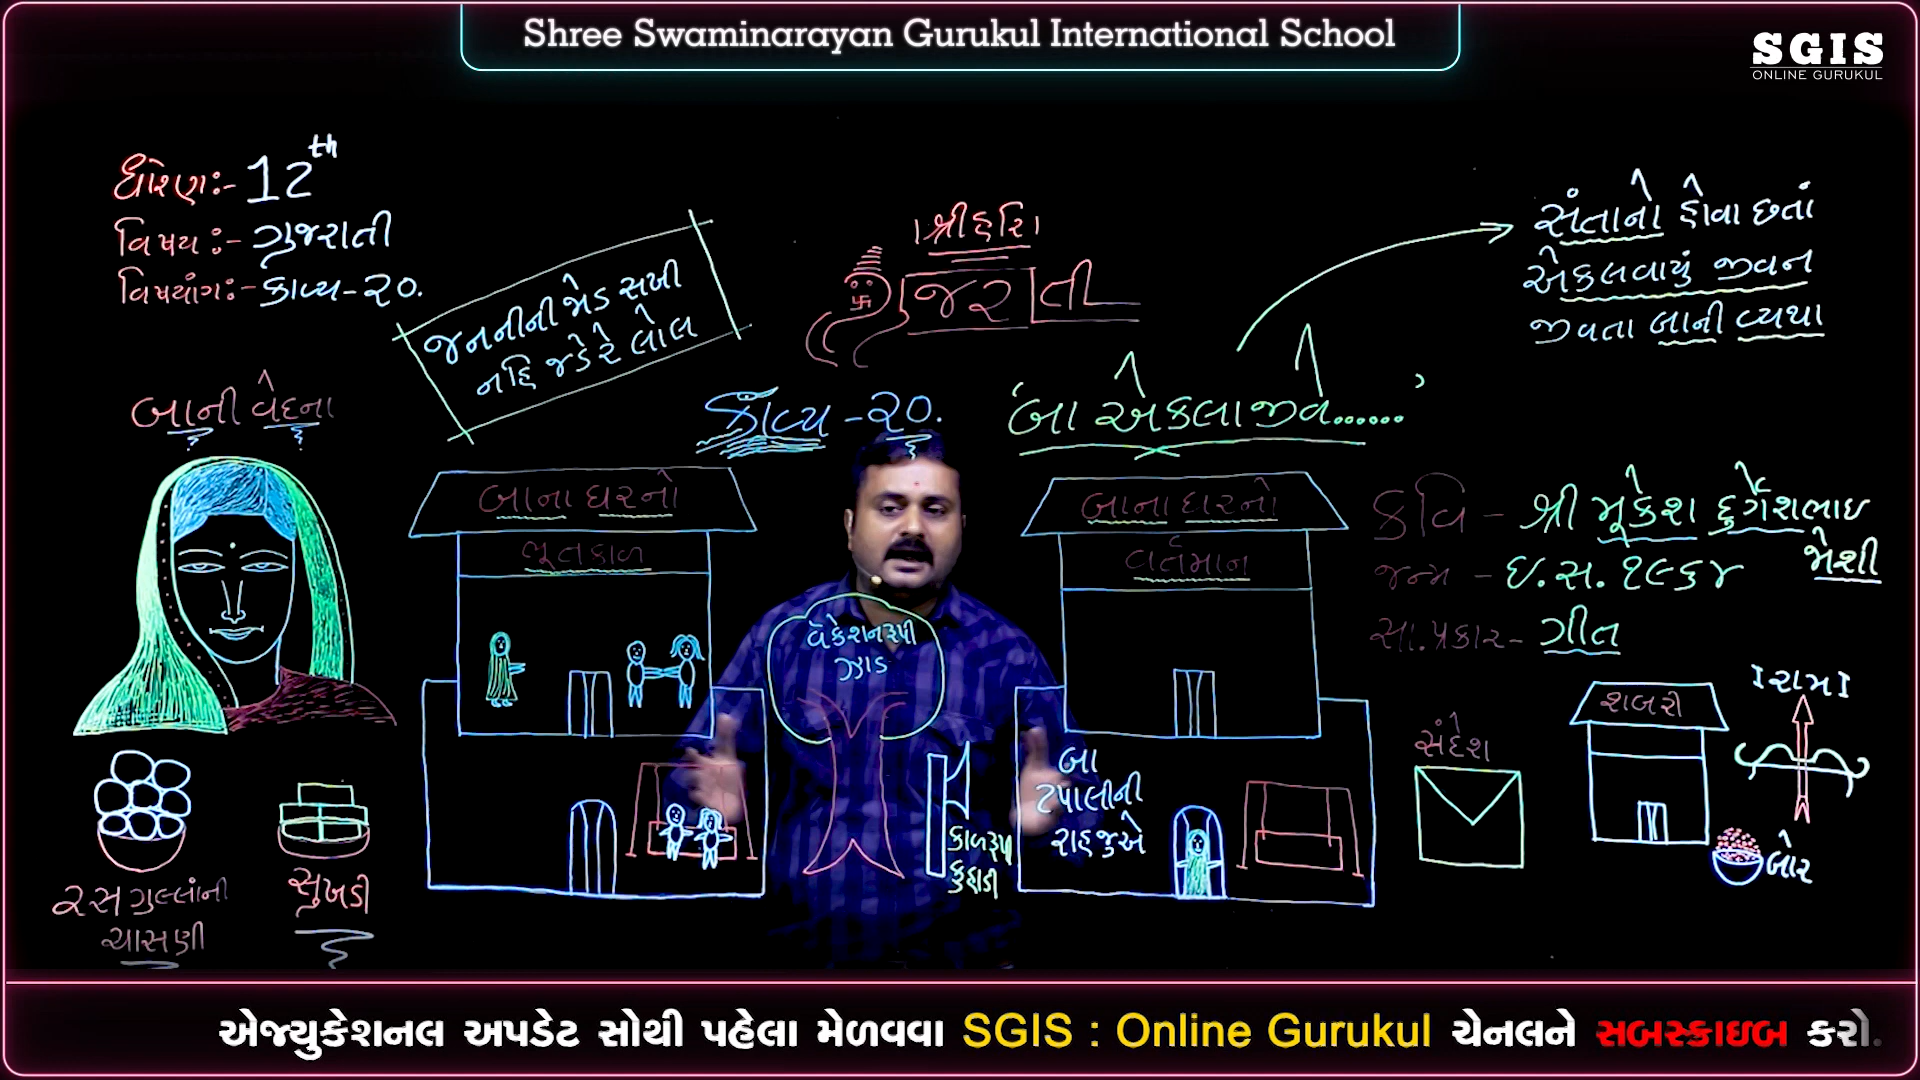 Shree Swaminarayan Gurukul International School
SGIS
ONLINE GURUKUL
ધોરણઃ- 12th
વિષયઃ- ગુજરાતી
વિષયાંગઃ- કાવ્ય-૨૦.
જનનીની જોડ સખી
નહિ જડે રે લોલ
।શ્રીહરિ।
જરાતી
સંતાનો હોવા છતાં
એકલવાયું જીવન
જીવતા બાની વ્યથા
બાની વેદના
કાવ્ય - ૨૦.
'બા એકલા જીવે......'
બાના ઘરનો
ભૂતકાળ
બાના ઘરનો
વર્તમાન
કવિ - શ્રી મૂકેશ દુર્ગેશભાઇ
જોશી
જન્મ - ઇ.સ. ૧૯૬૪
સા.પ્રકાર- ગીત
વૅકેશનરૂપી
ઝાડ
કાળરૂપી
કુહાડી
બા
ટપાલીની
રાહ જુએ
સંદેશ
શબરી
।રામ।
બોર
રસગુલ્લાંની
ચાસણી
સુખડી
એજ્યુકેશનલ અપડેટ સૌથી પહેલા મેળવવા SGIS : Online Gurukul ચેનલને સબસ્ક્રાઇબ કરો.